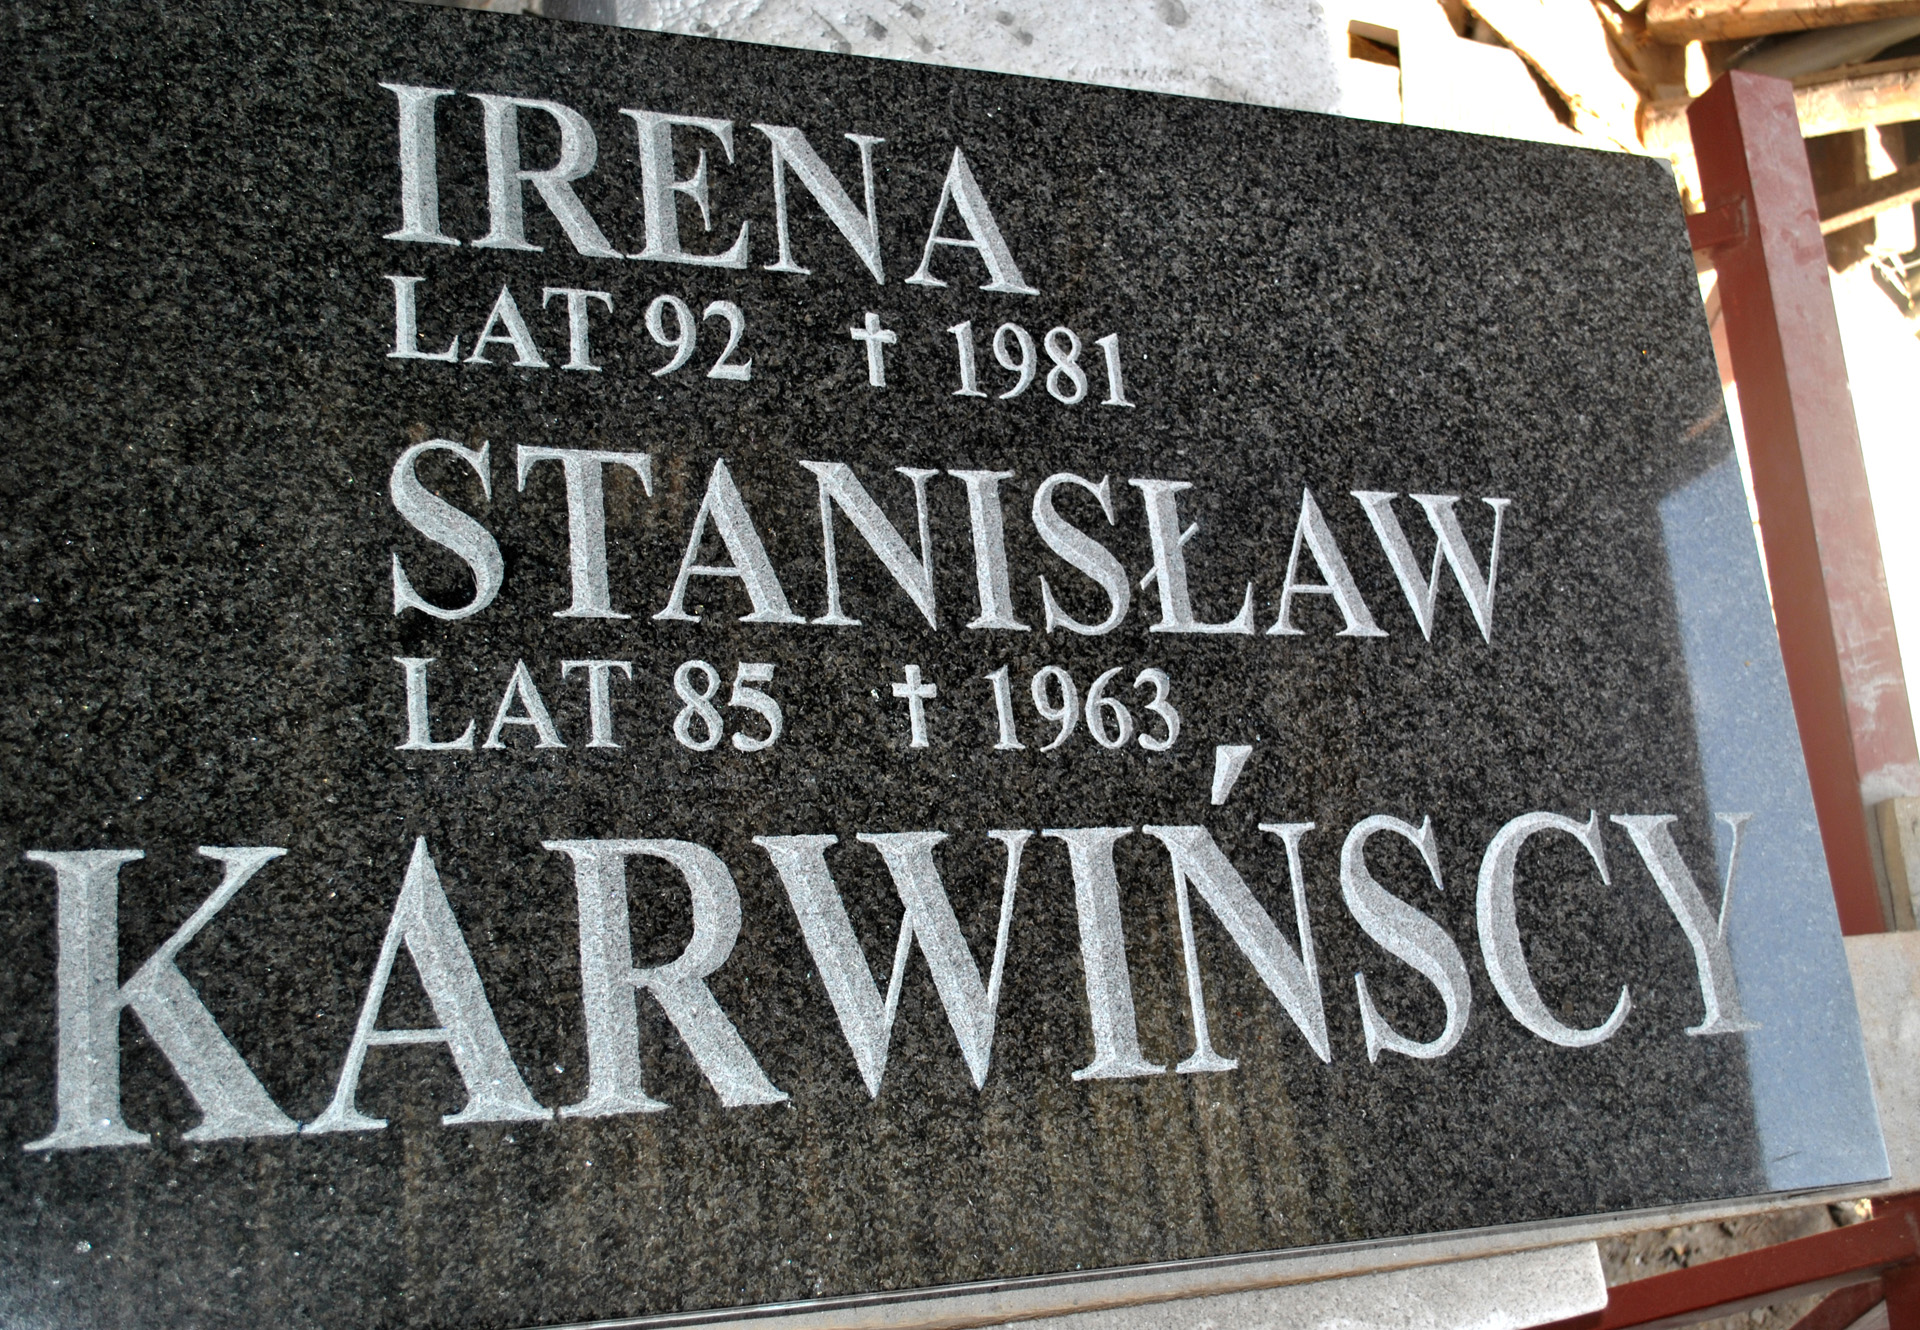 IRENA
LAT 92 ✝ 1981
STANISŁAW
LAT 85 ✝ 1963
KARWIŃSCY